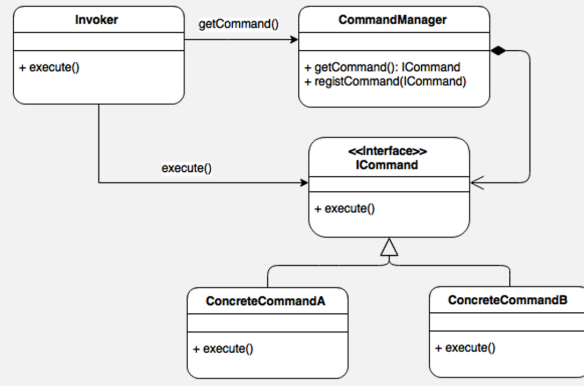 Invoker
+ execute()
getCommand()
CommandManager
+ getCommand(): ICommand
+ registCommand(ICommand)
execute()
<<Interface>>
ICommand
+ execute()
ConcreteCommandA
+ execute()
ConcreteCommandB
+ execute()